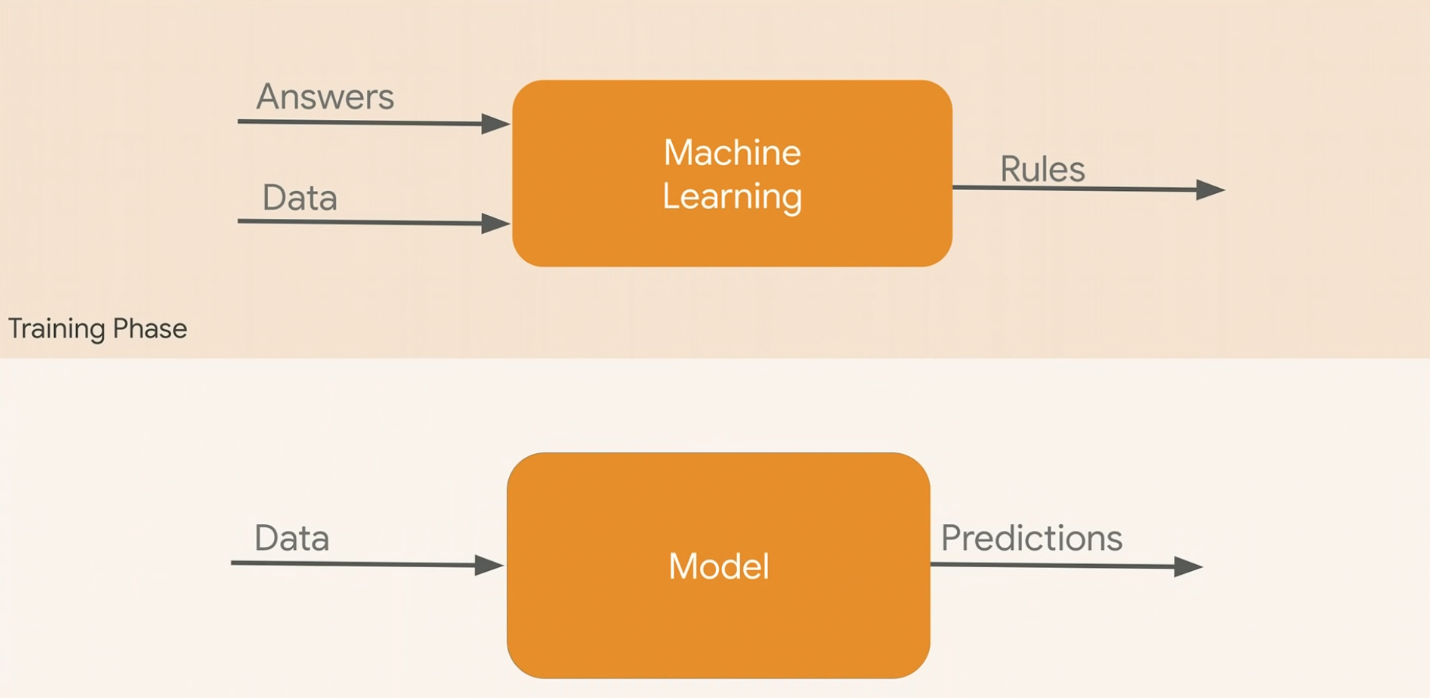 Answers
Data
Machine
Learning
Rules
Training Phase
Data
Model
Predictions